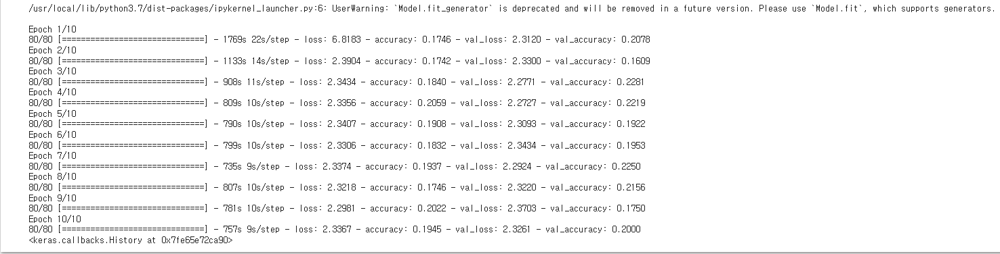 /usr/local/lib/python3.7/dist-packages/ipykernel_launcher.py:6: UserWarning: `Model.fit_generator` is deprecated and will be removed in a future version. Please use `Model.fit`, which supports generators.
Epoch 1/10
80/80 [==============================] - 1769s 22s/step - loss: 6.8183 - accuracy: 0.1746 - val_loss: 2.3120 - val_accuracy: 0.2078
Epoch 2/10
80/80 [==============================] - 1133s 14s/step - loss: 2.3904 - accuracy: 0.1742 - val_loss: 2.3300 - val_accuracy: 0.1609
Epoch 3/10
80/80 [==============================] - 908s 11s/step - loss: 2.3434 - accuracy: 0.1840 - val_loss: 2.2771 - val_accuracy: 0.2281
Epoch 4/10
80/80 [==============================] - 809s 10s/step - loss: 2.3356 - accuracy: 0.2059 - val_loss: 2.2727 - val_accuracy: 0.2219
Epoch 5/10
80/80 [==============================] - 790s 10s/step - loss: 2.3407 - accuracy: 0.1908 - val_loss: 2.3093 - val_accuracy: 0.1922
Epoch 6/10
80/80 [==============================] - 799s 10s/step - loss: 2.3306 - accuracy: 0.1832 - val_loss: 2.3434 - val_accuracy: 0.1953
Epoch 7/10
80/80 [==============================] - 735s 9s/step - loss: 2.3374 - accuracy: 0.1937 - val_loss: 2.2924 - val_accuracy: 0.2250
Epoch 8/10
80/80 [==============================] - 807s 10s/step - loss: 2.3218 - accuracy: 0.1746 - val_loss: 2.3220 - val_accuracy: 0.2156
Epoch 9/10
80/80 [==============================] - 781s 10s/step - loss: 2.2981 - accuracy: 0.2022 - val_loss: 2.3703 - val_accuracy: 0.1750
Epoch 10/10
80/80 [==============================] - 757s 9s/step - loss: 2.3367 - accuracy: 0.1945 - val_loss: 2.3261 - val_accuracy: 0.2000
<keras.callbacks.History at 0x7fe65e72ca90>